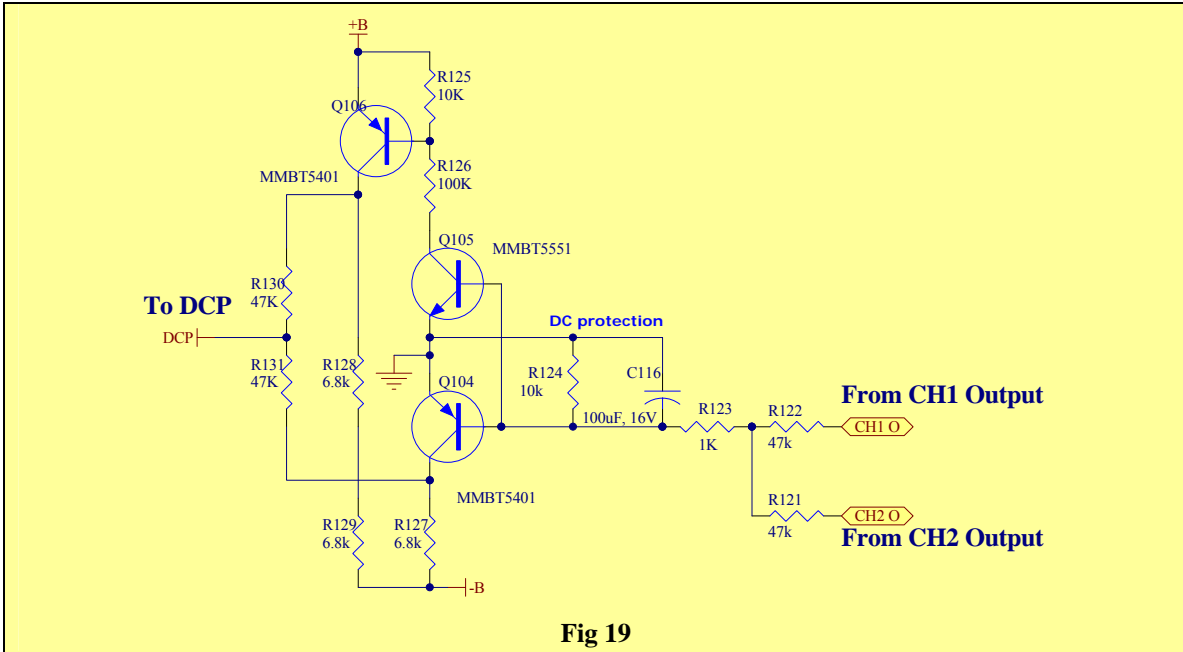 +B
R125
10K
Q106
R126
100K
MMBT5401
Q105
MMBT5551
R130
47K
To DCP
DCP
DC protection
R131
47K
R128
6.8k
R124
10k
C116
Q104
100uF, 16V
R123
1K
From CH1 Output
R122
CH1 O
47k
MMBT5401
R121
CH2 O
47k
From CH2 Output
R129
6.8k
R127
6.8k
-B
Fig 19